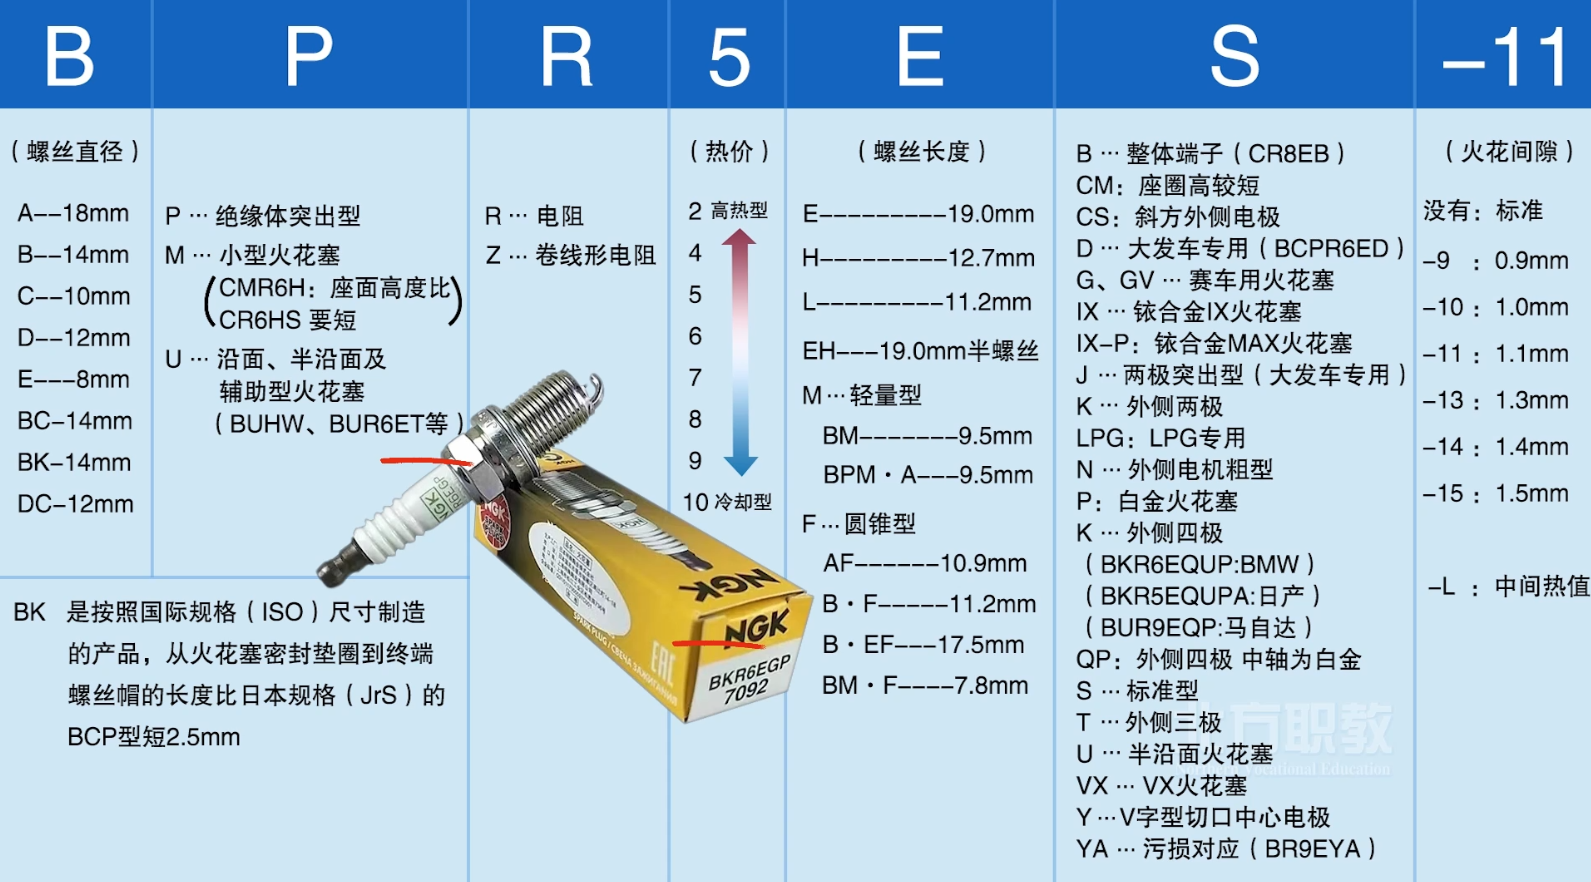 B P R 5 E S -11
(螺丝直径)
A--18mm
B--14mm
C--10mm
D--12mm
E---8mm
BC-14mm
BK-14mm
DC-12mm
P … 绝缘体突出型
M … 小型火花塞
(CMR6H：座面高度比
CR6HS 要短)
U … 沿面、半沿面及
辅助型火花塞
(BUHW、BUR6ET等)
BK 是按照国际规格(ISO)尺寸制造
的产品，从火花塞密封垫圈到终端
螺丝帽的长度比日本规格(JrS)的
BCP型短2.5mm
R … 电阻
Z … 卷线形电阻
(热价)
2 高热型
4
5
6
7
8
9
10 冷却型
(螺丝长度)
E---------19.0mm
H---------12.7mm
L---------11.2mm
EH---19.0mm半螺丝
M…轻量型
BM-------9.5mm
BPM·A---9.5mm
F…圆锥型
AF------10.9mm
B·F-----11.2mm
B·EF---17.5mm
BM·F----7.8mm
B … 整体端子(CR8EB)
CM：座圈高较短
CS：斜方外侧电极
D … 大发车专用(BCPR6ED)
G、GV … 赛车用火花塞
IX … 铱合金IX火花塞
IX-P：铱合金MAX火花塞
J …两极突出型(大发车专用)
K … 外侧两极
LPG：LPG专用
N … 外侧电机粗型
P：白金火花塞
K … 外侧四极
(BKR6EQUP:BMW)
(BKR5EQUPA:日产)
(BUR9EQP:马自达)
QP：外侧四极 中轴为白金
S … 标准型
T … 外侧三极
U … 半沿面火花塞
VX … VX火花塞
Y…V字型切口中心电极
YA … 污损对应(BR9EYA)
(火花间隙)
没有：标准
-9 ：0.9mm
-10：1.0mm
-11：1.1mm
-13：1.3mm
-14：1.4mm
-15：1.5mm
-L ：中间热值
NGK
R6EGP
NGK
NGK
NGK
NGK
BKR6EGP
7092
EAC
SPARK PLUG / СВЕЧА ЗАЖИГАНИЯ
北方职教
Northern Vocational Education